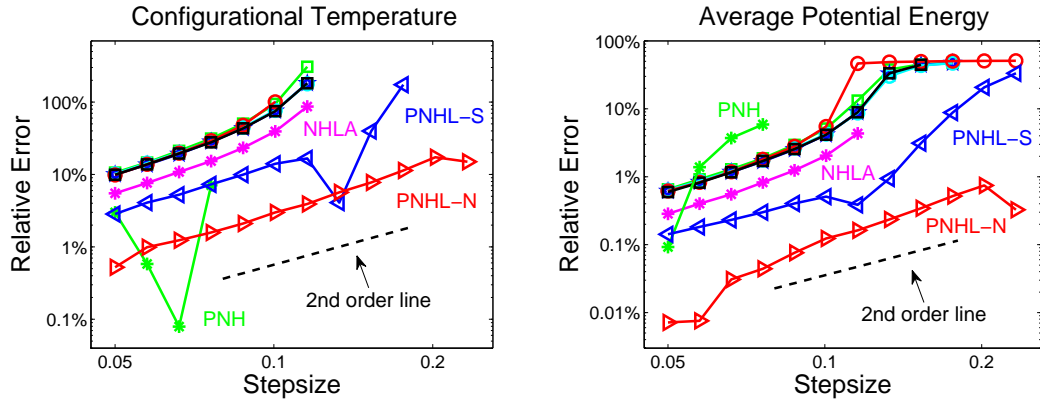 Configurational Temperature
100%
10%
1%
0.1%
Relative Error
PNHL-S
NHLA
PNHL-N
PNH
2nd order line
0.05
0.1
0.2
Stepsize
Average Potential Energy
100%
10%
1%
0.1%
0.01%
Relative Error
PNH
PNHL-S
NHLA
PNHL-N
2nd order line
0.05
0.1
0.2
Stepsize